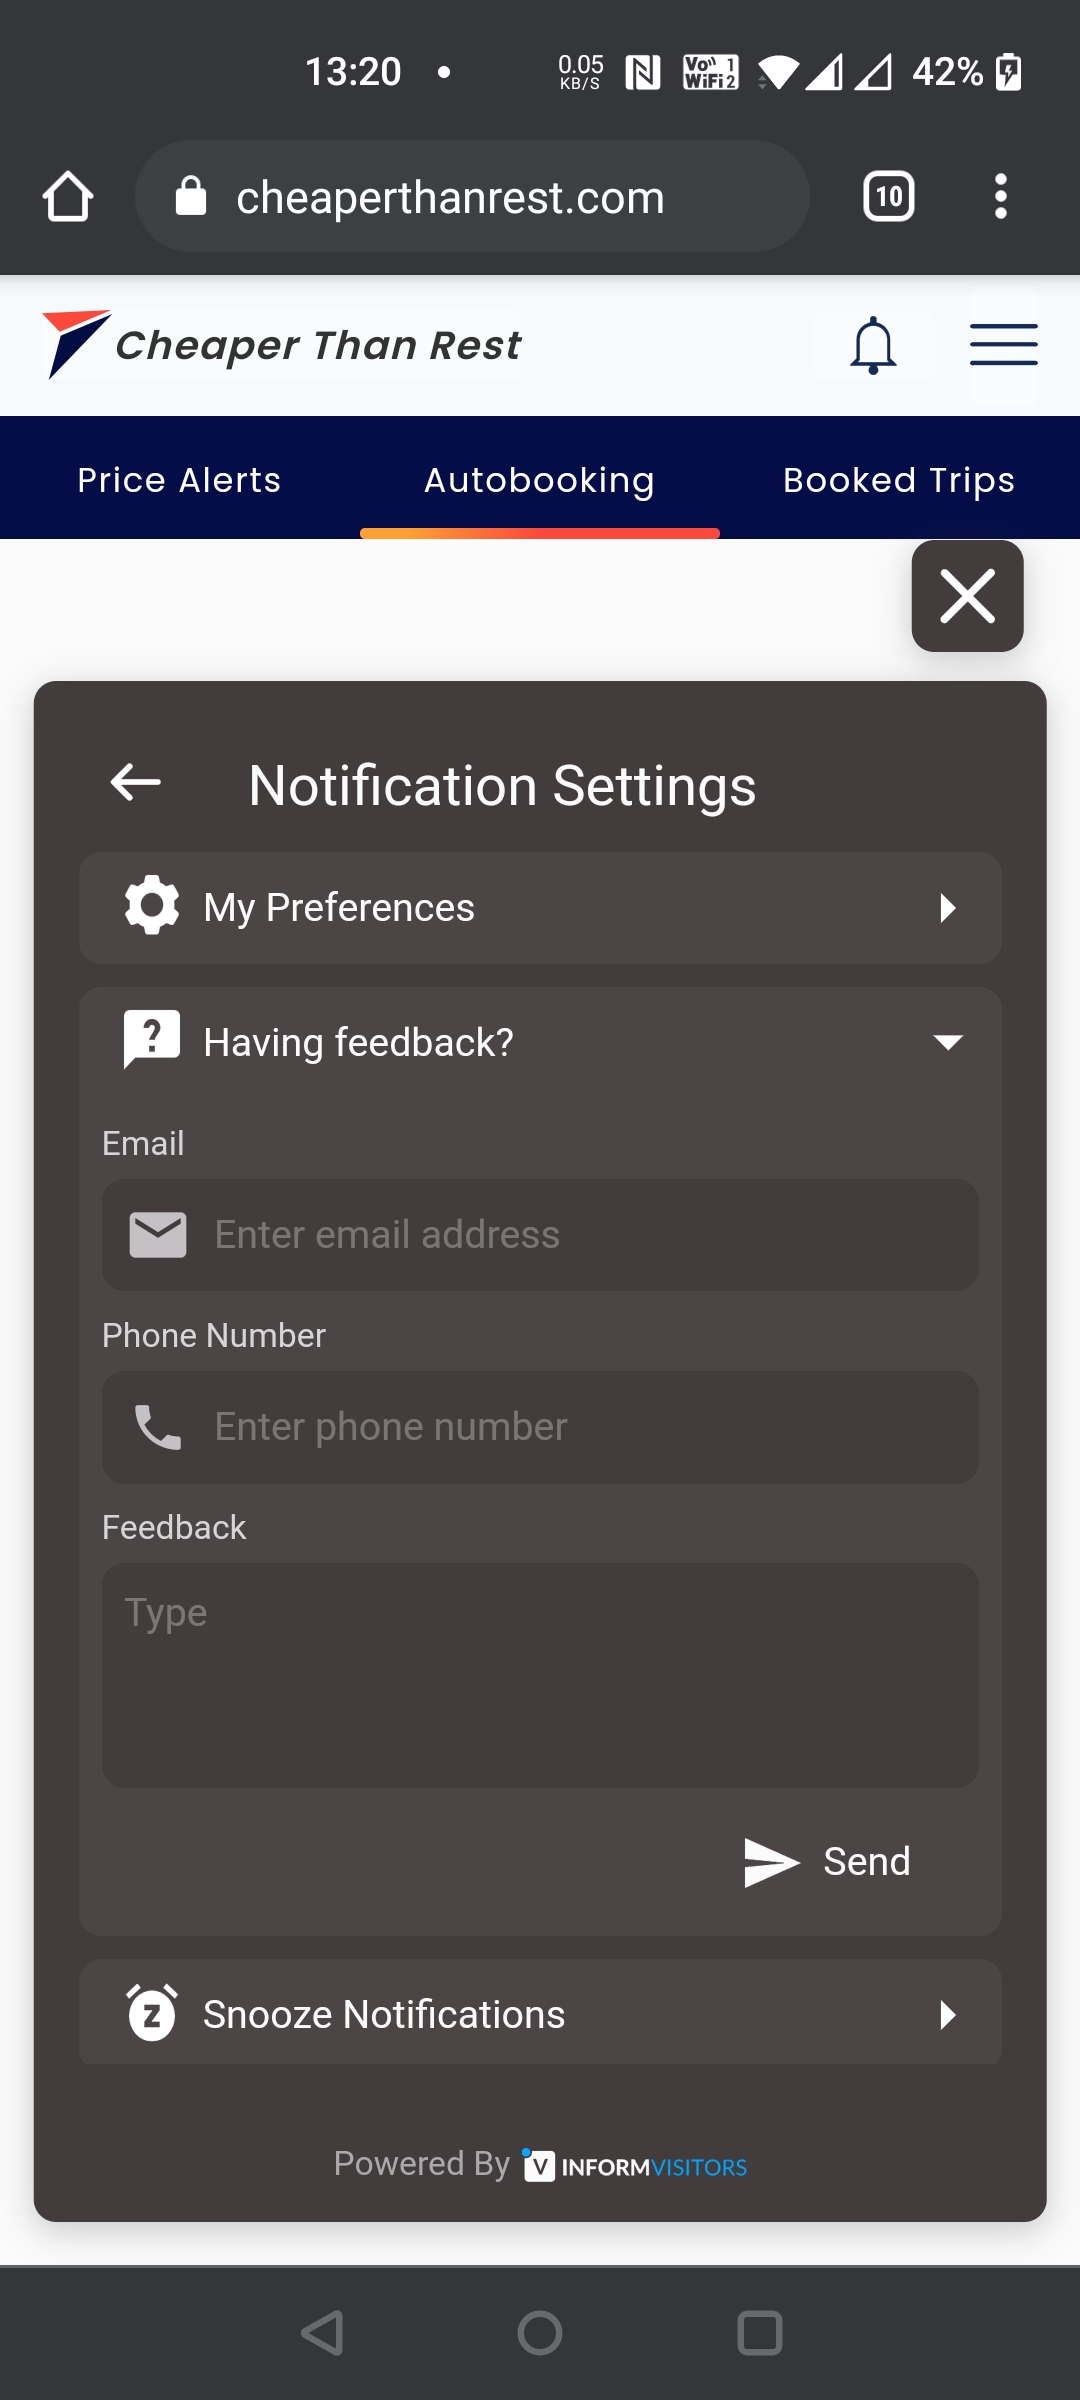 13:20
0.05
KB/S
Vo)) 1
WiFi 2
42%
cheaperthanrest.com
10
Cheaper Than Rest
Price Alerts
Autobooking
Booked Trips
Notification Settings
My Preferences
? Having feedback?
Email
Enter email address
Phone Number
Enter phone number
Feedback
Type
Send
Z Snooze Notifications
Powered By V INFORMVISITORS